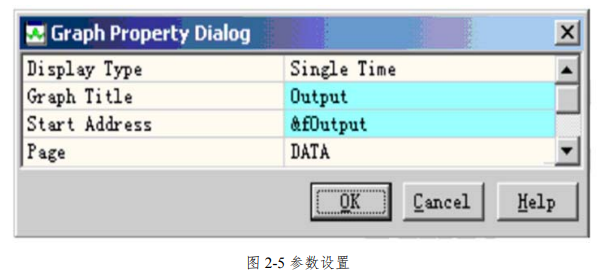 Graph Property Dialog
Display Type Single Time
Graph Title Output
Start Address &fOutput
Page DATA
OK Cancel Help
图 2-5 参数设置